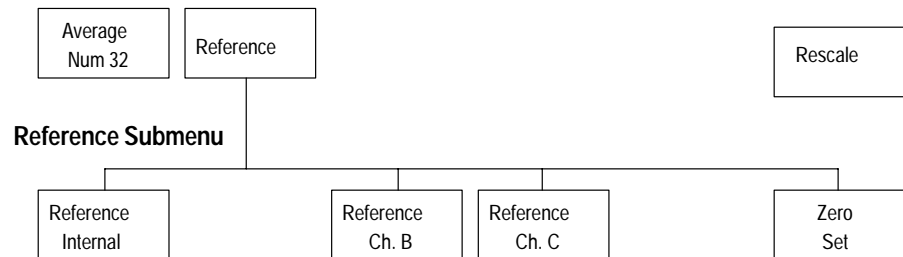 Average
Num 32
Reference
Rescale
Reference Submenu
Reference
Internal
Reference
Ch. B
Reference
Ch. C
Zero
Set